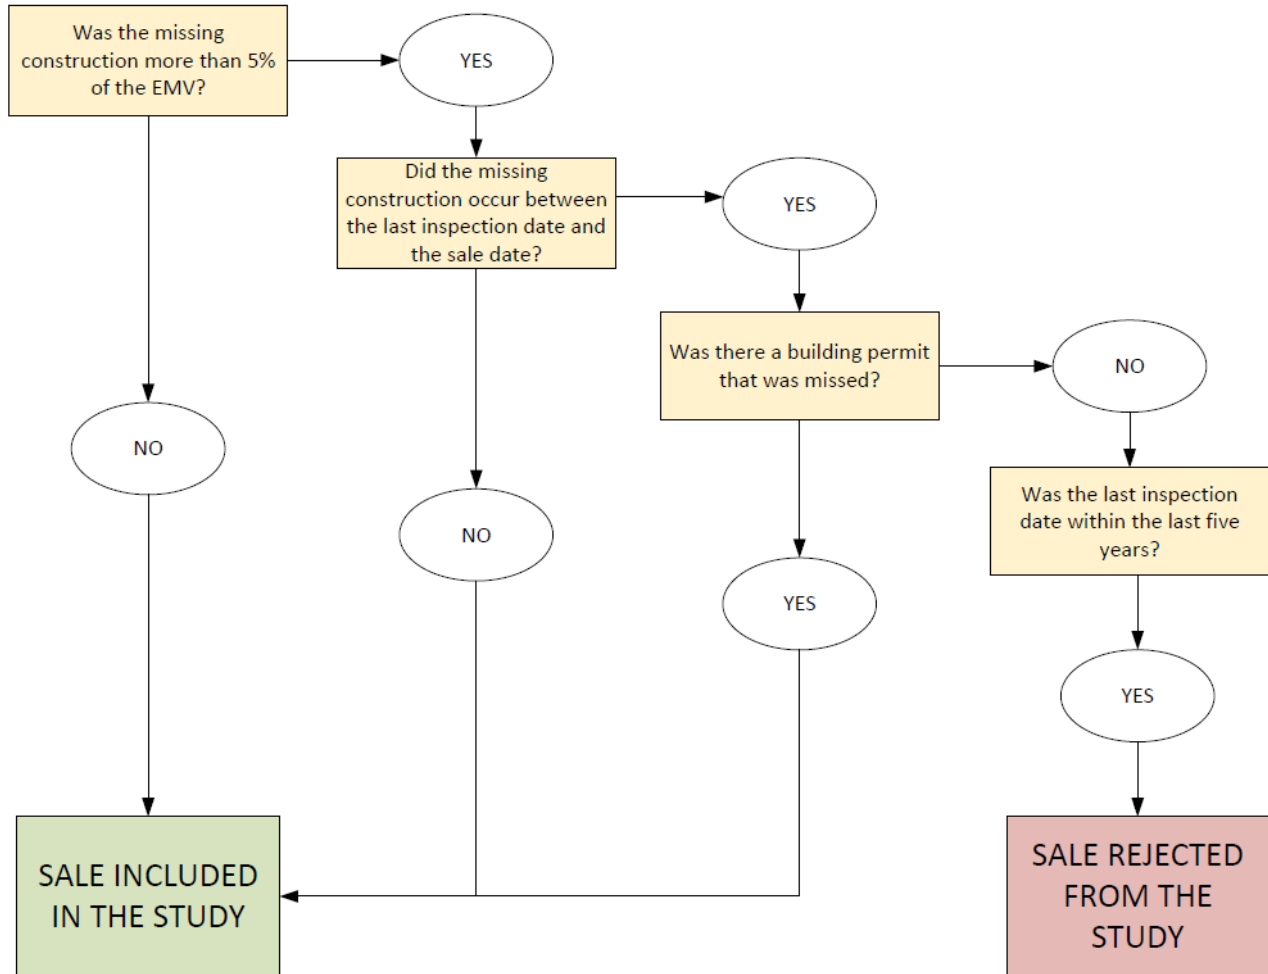 Was the missing
construction more than 5%
of the EMV?
YES
Did the missing
construction occur between
the last inspection date and
the sale date?
YES
Was there a building permit
that was missed?
NO
NO
Was the last inspection
date within the last five
years?
NO
YES
YES
SALE INCLUDED
IN THE STUDY
SALE REJECTED
FROM THE
STUDY